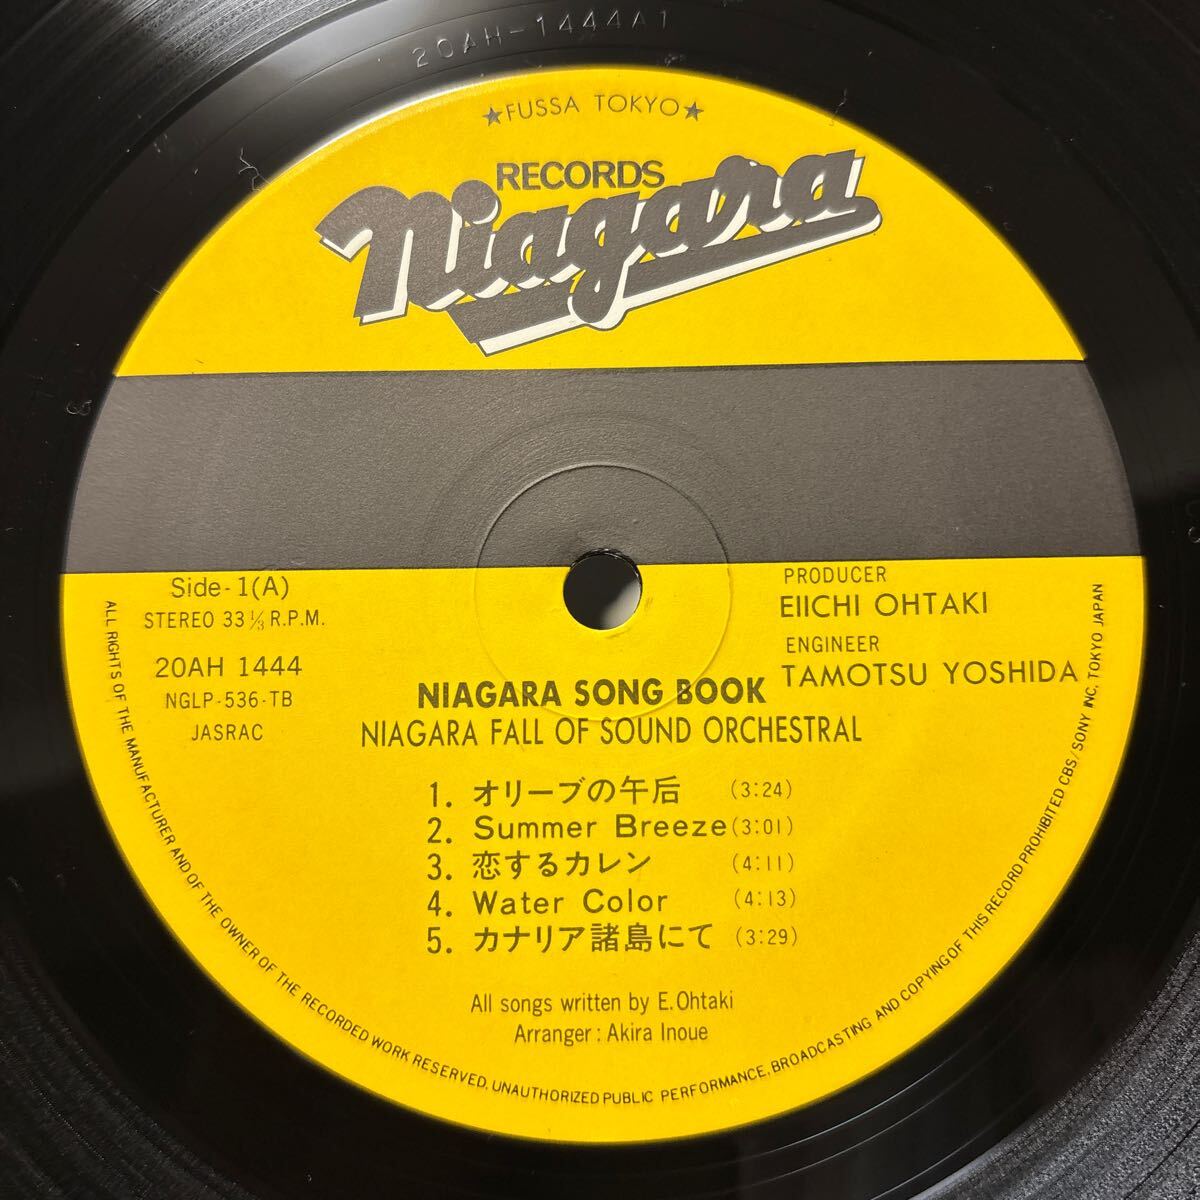 20AH-1444A1
★FUSSA TOKYO★
RECORDS
Niagara
Side-1(A)
STEREO 33 1/3 R.P.M.
20AH 1444
NGLP-536-TB
JASRAC
PRODUCER
EIICHI OHTAKI
ENGINEER
TAMOTSU YOSHIDA
NIAGARA SONG BOOK
NIAGARA FALL OF SOUND ORCHESTRAL
1. オリーブの午后 (3:24)
2. Summer Breeze (3:01)
3. 恋するカレン (4:11)
4. Water Color (4:13)
5. カナリア諸島にて (3:29)
All songs written by E. Ohtaki
Arranger : Akira Inoue
ALL RIGHTS OF THE MANUFACTURER AND OF THE OWNER OF THE RECORDED WORK RESERVED. UNAUTHORIZED PUBLIC PERFORMANCE, BROADCASTING AND COPYING OF THIS RECORD PROHIBITED CBS/SONY INC, TOKYO JAPAN